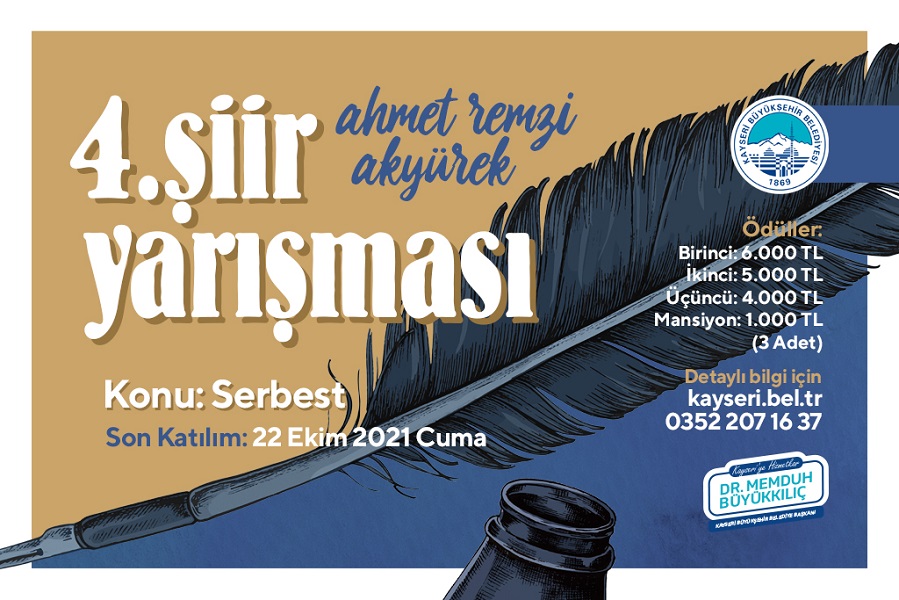 4. şiir
yarışması
ahmet remzi
akyürek
KAYSERİ BÜYÜKŞEHİR BELEDİYESİ
1869
Ödüller:
Birinci: 6.000 TL
İkinci: 5.000 TL
Üçüncü: 4.000 TL
Mansiyon: 1.000 TL
(3 Adet)
Konu: Serbest
Son Katılım: 22 Ekim 2021 Cuma
Detaylı bilgi için
kayseri.bel.tr
0352 207 16 37
Kayseri'ye Hizmetkar
DR. MEMDUH
BÜYÜKKILIÇ
KAYSERİ BÜYÜKŞEHİR BELEDİYE BAŞKANI